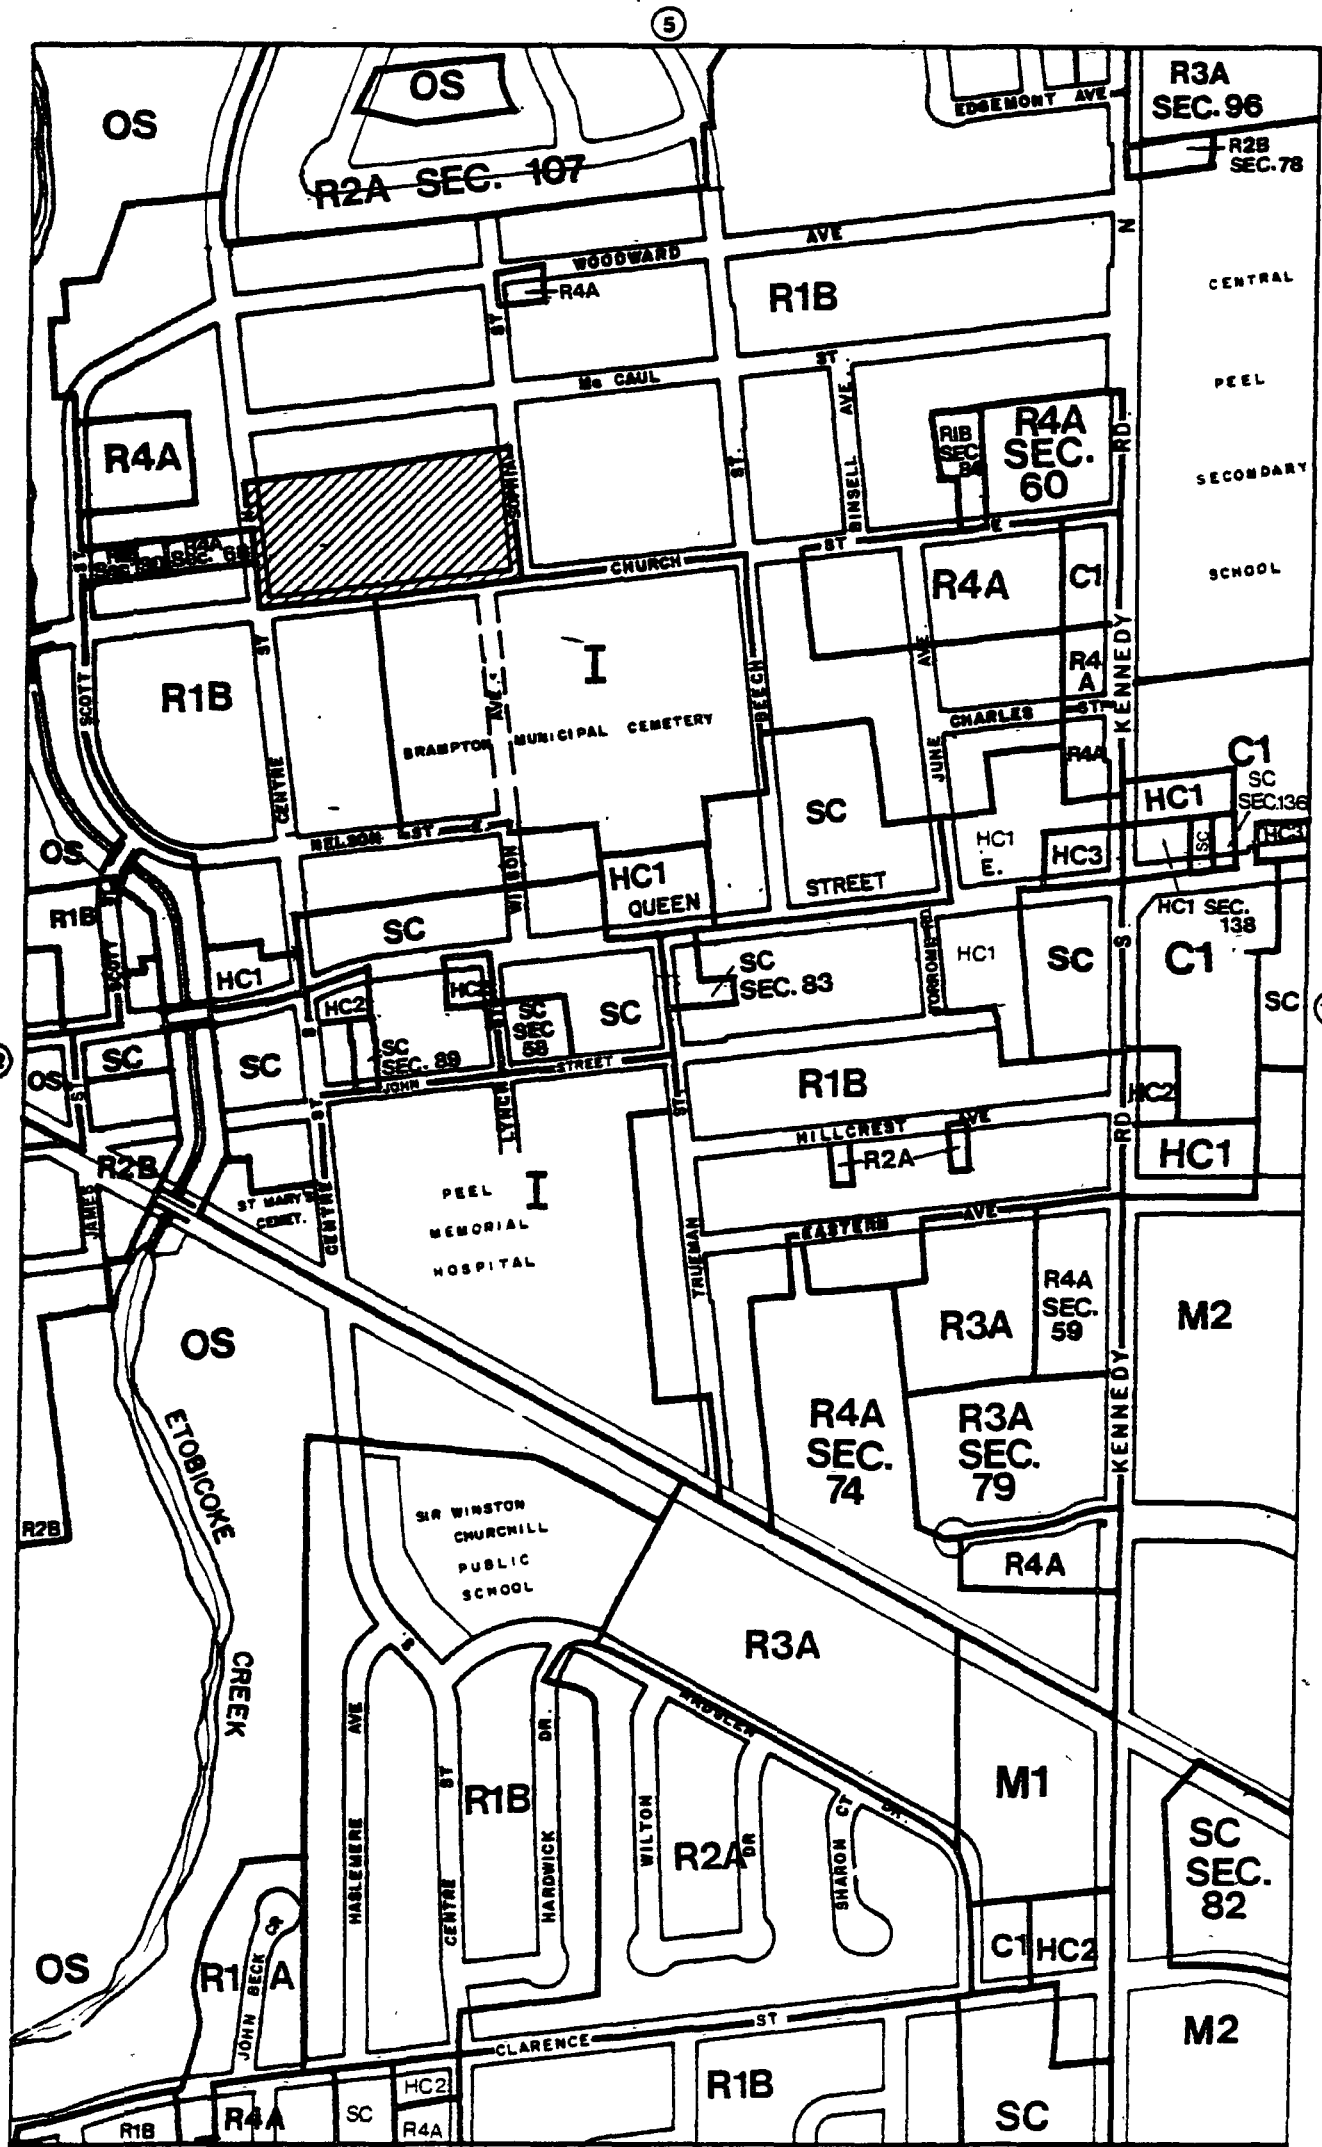 5
OS
OS
R3A
SEC. 96
EDGEMONT AVE
R2B
SEC. 78
R2A SEC. 107
N
AVE
WOODWARD
R4A
R1B
CENTRAL
ST
ST.
Mc CAUL
PEEL
AVE.
R4A
SEC.
60
R1B
SEC
RD.
R4A
ST.
SECONDARY
BINSELL
SOPHIA
N
E
ST
R4A
SEC.
ST
CHURCH
R4A
C1
SCHOOL
ST
I
AVE.
R4
A
KENNEDY
R1B
SCOTT
BEECH
AVE.
CHARLES
ST.
BRAMPTON MUNICIPAL CEMETERY
JUNE
R4A
C1
CENTRE
SC
HC1
SC
SEC.136
NELSON ST E.
HC1
E.
HC3
SC
HC3
OS
WILSON
HC1
STREET
QUEEN
R1B
HC1 SEC.
138
SC
SCOTT
TORROME RD
HC1
SC
S
C1
HC1
SC
SEC. 83
HC2
SC
SEC
58
SC
SC
HC2
S
SC
SC
SC
SEC. 89
STREET
OS
JOHN
R1B
ST
ST
LYNCH
ST.
HC2
AVE
HILLCREST
RD
R2A
HC1
R2B
PEEL
I
ST MARY'S
CEMET.
JAMES
CENTRE
MEMORIAL
AVE
EASTERN
HOSPITAL
TRUEMAN
R4A
SEC.
59
M2
R3A
OS
KENNEDY
R4A
SEC.
74
R3A
SEC.
79
ETOBICOKE
SIR WINSTON
CHURCHILL
PUBLIC
SCHOOL
R2B
R4A
R3A
S
CREEK
AVE
DR.
M1
ST
R1B
CT
DR.
HASLEMERE
WILTON
R2A
DR
SHARON
SC
SEC.
82
HARDWICK
CENTRE
CR
C1
HC2
OS
R1 A
BECK
JOHN
ST
CLARENCE
M2
HC2
R1B
R1B
R4A
SC
R4A
SC